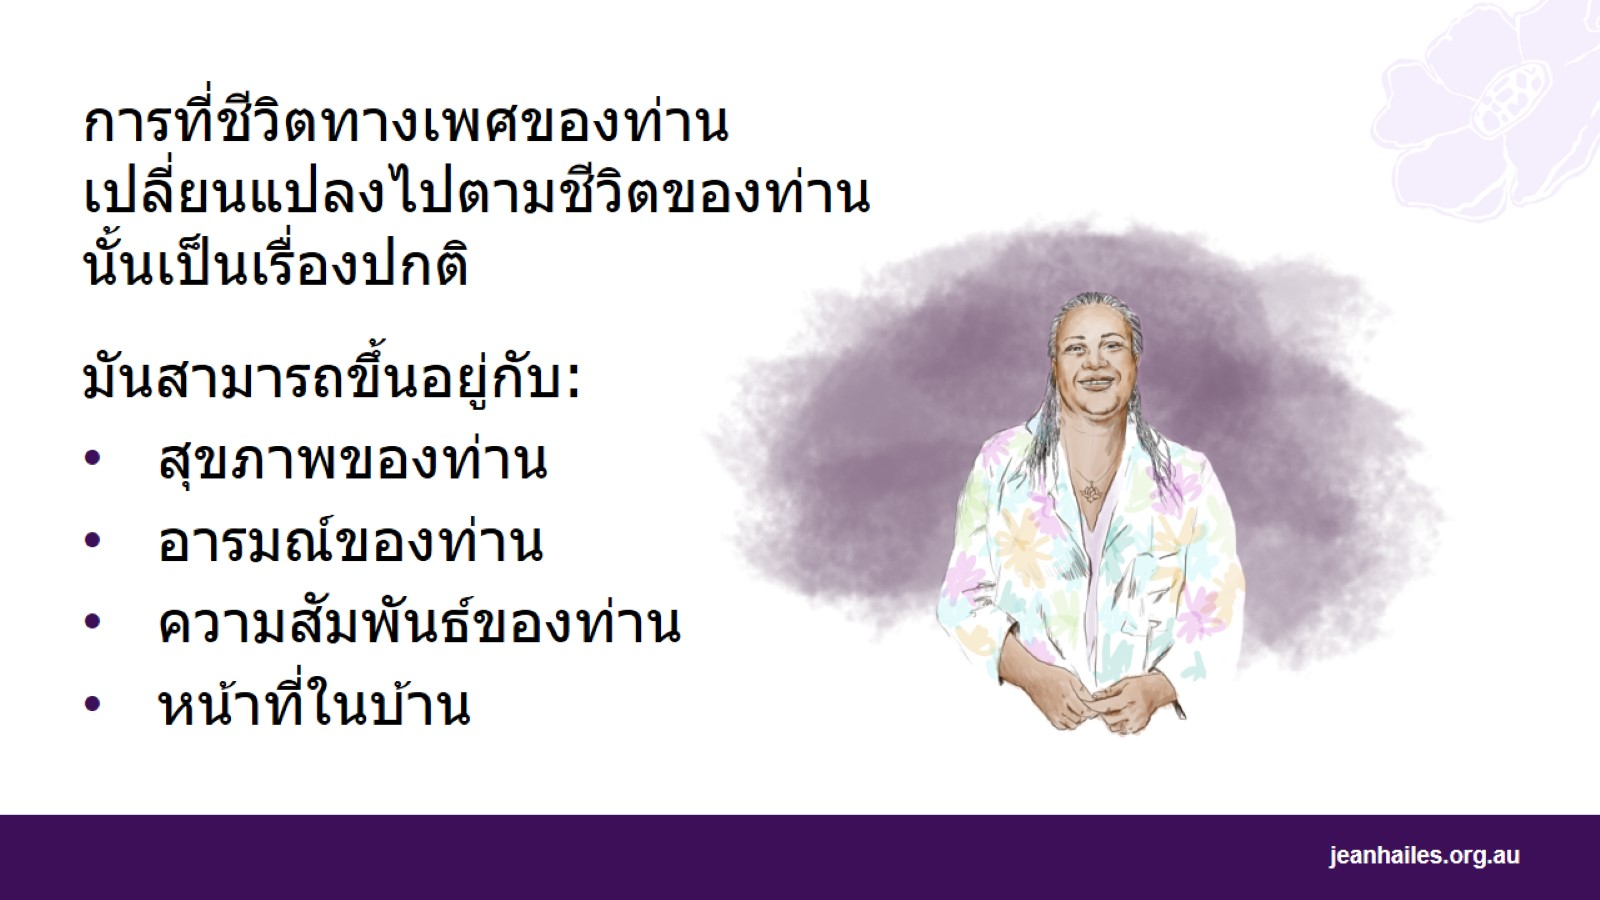 การที่ชีวิตทางเพศของท่าน
เปลี่ยนแปลงไปตามชีวิตของท่าน
นั้นเป็นเรื่องปกติ
มันสามารถขึ้นอยู่กับ:
• สุขภาพของท่าน
• อารมณ์ของท่าน
• ความสัมพันธ์ของท่าน
• หน้าที่ในบ้าน
jeanhailes.org.au